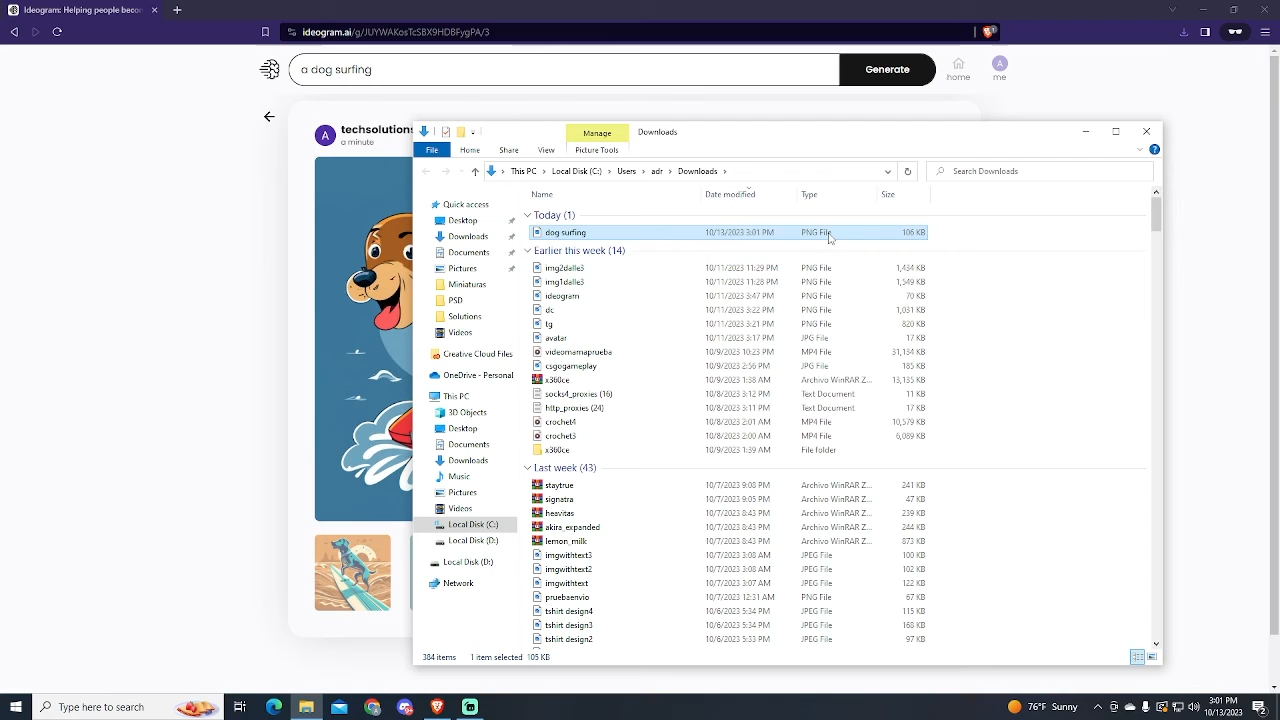 Ideogram: Helping people becor
ideogram.ai/g/JUYWAKosTcSBX9HDBFygPA/3
a dog surfing
Generate
home
me
A
techsolutions
a minute
Manage
Downloads
File
Home
Share
View
Picture Tools
This PC > Local Disk (C:) > Users > adr > Downloads >
Search Downloads
Name Date modified Type Size
Quick access
Desktop
Downloads
Documents
Pictures
Miniaturas
PSD
Solutions
Videos
Creative Cloud Files
OneDrive - Personal
This PC
3D Objects
Desktop
Documents
Downloads
Music
Pictures
Videos
Local Disk (C:)
Local Disk (D:)
Local Disk (D:)
Network
Today (1)
dog surfing 10/13/2023 3:01 PM PNG File 106 KB
Earlier this week (14)
img2dalle3 10/11/2023 11:29 PM PNG File 1,434 KB
img1dalle3 10/11/2023 11:28 PM PNG File 1,549 KB
ideogram 10/11/2023 3:47 PM PNG File 70 KB
dc 10/11/2023 3:22 PM PNG File 1,031 KB
tg 10/11/2023 3:21 PM PNG File 820 KB
avatar 10/11/2023 3:17 PM JPG File 17 KB
videomamaprueba 10/9/2023 10:23 PM MP4 File 31,134 KB
csgogameplay 10/9/2023 2:56 PM JPG File 185 KB
x360ce 10/9/2023 1:38 AM Archivo WinRAR Z... 13,135 KB
socks4_proxies (16) 10/8/2023 3:12 PM Text Document 11 KB
http_proxies (24) 10/8/2023 3:11 PM Text Document 17 KB
crochet4 10/8/2023 2:01 AM MP4 File 10,579 KB
crochet3 10/8/2023 2:00 AM MP4 File 6,089 KB
x360ce 10/9/2023 1:39 AM File folder
Last week (43)
staytrue 10/7/2023 9:08 PM Archivo WinRAR Z... 241 KB
signatra 10/7/2023 9:05 PM Archivo WinRAR Z... 47 KB
heavitas 10/7/2023 8:43 PM Archivo WinRAR Z... 239 KB
akira_expanded 10/7/2023 8:43 PM Archivo WinRAR Z... 244 KB
lemon_milk 10/7/2023 8:43 PM Archivo WinRAR Z... 873 KB
imgwithtext3 10/7/2023 3:08 AM JPEG File 100 KB
imgwithtext2 10/7/2023 3:08 AM JPEG File 102 KB
imgwithtext 10/7/2023 3:07 AM JPEG File 122 KB
pruebaenvio 10/7/2023 12:31 AM PNG File 67 KB
tshirt design4 10/6/2023 5:34 PM JPEG File 115 KB
tshirt design3 10/6/2023 5:34 PM JPEG File 168 KB
tshirt design2 10/6/2023 5:33 PM JPEG File 97 KB
384 items 1 item selected 105 KB
Type here to search
76°F Sunny
3:01 PM
10/13/2023